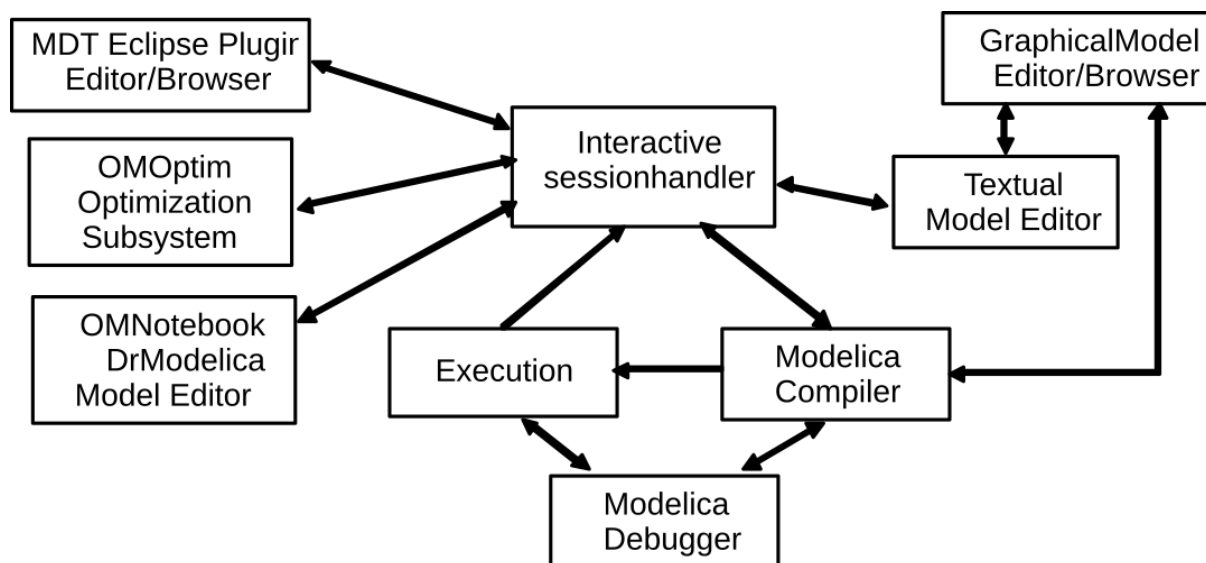 MDT Eclipse Plugin
Editor/Browser
OMOptim
Optimization
Subsystem
OMNotebook
DrModelica
Model Editor
Interactive
sessionhandler
GraphicalModel
Editor/Browser
Textual
Model Editor
Execution
Modelica
Compiler
Modelica
Debugger